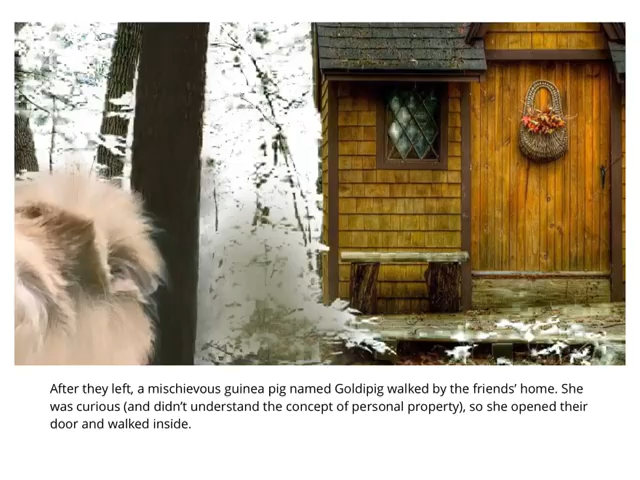 After they left, a mischievous guinea pig named Goldipig walked by the friends’ home. She
was curious (and didn’t understand the concept of personal property), so she opened their
door and walked inside.